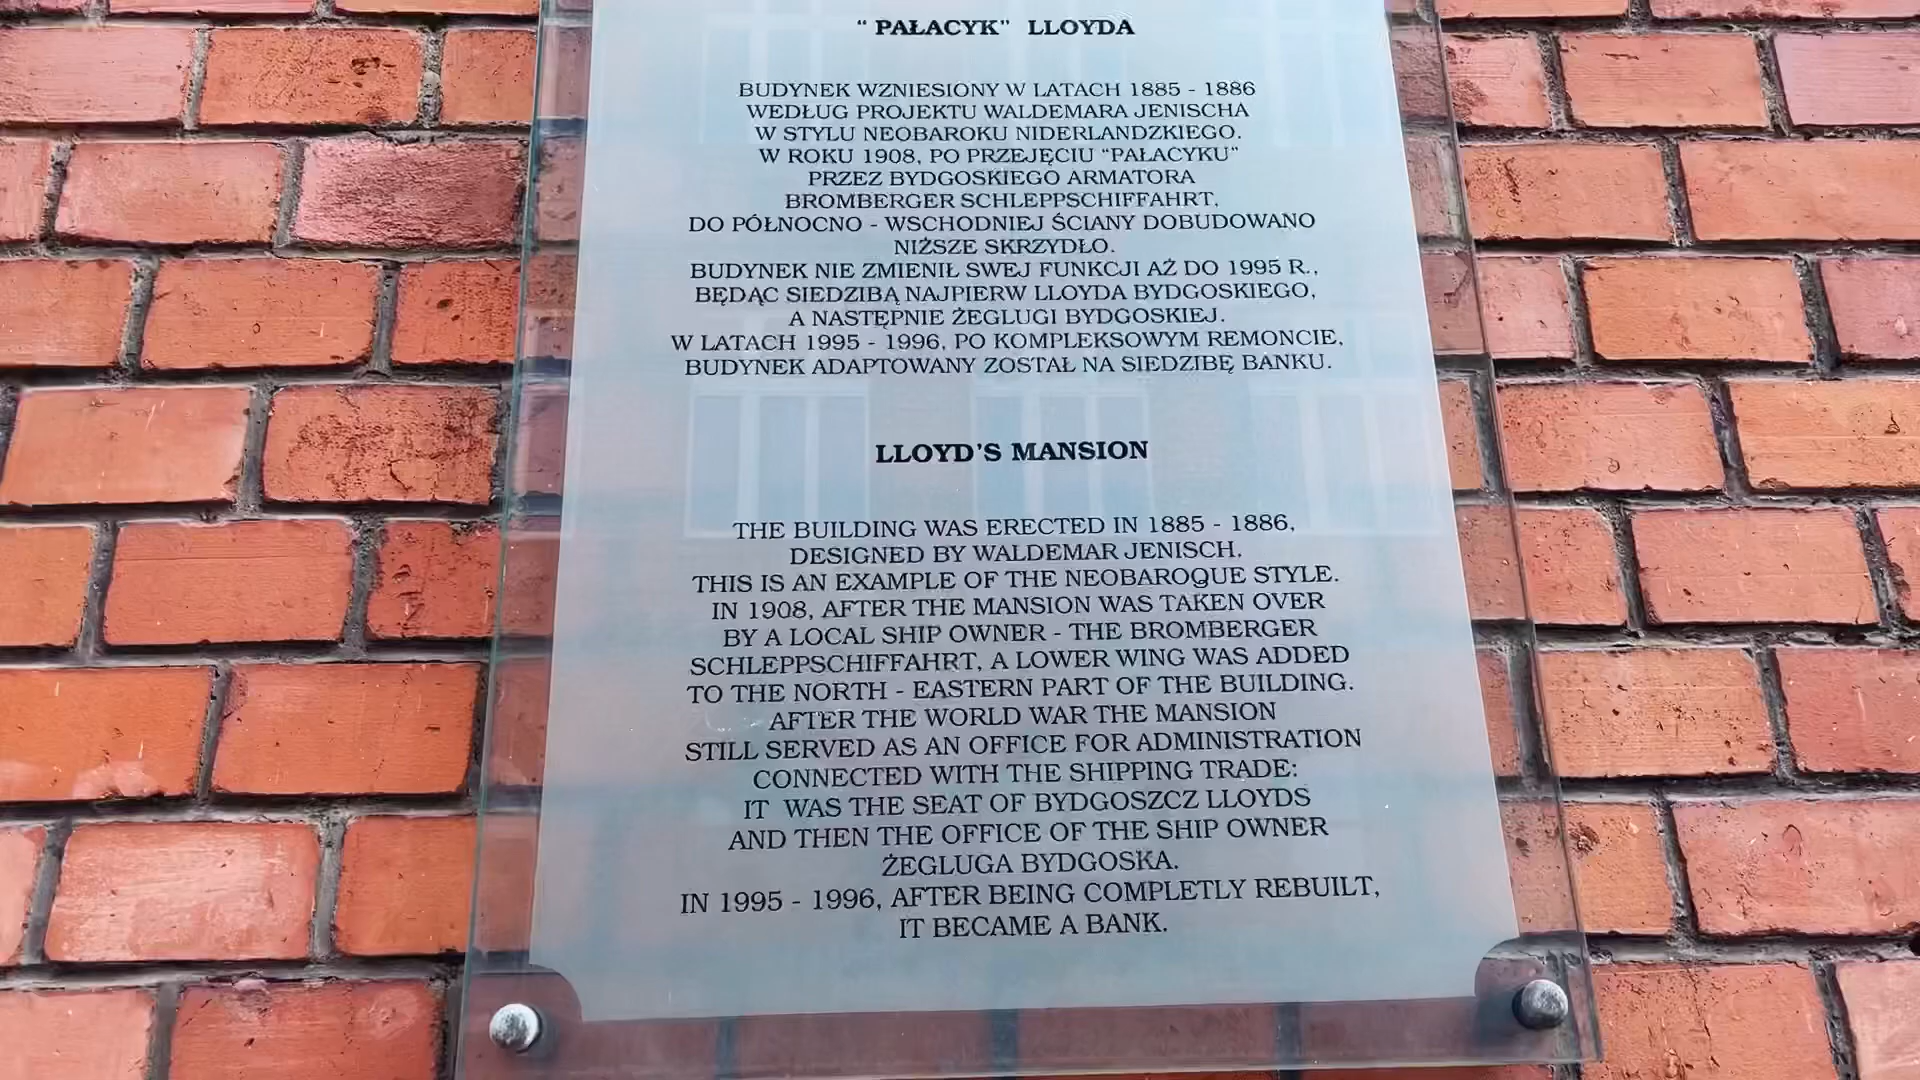 “ PAŁACYK” LLOYDA
BUDYNEK WZNIESIONY W LATACH 1885 - 1886
WEDŁUG PROJEKTU WALDEMARA JENISCHA
W STYLU NEOBAROKU NIDERLANDZKIEGO.
W ROKU 1908, PO PRZEJĘCIU “PAŁACYKU”
PRZEZ BYDGOSKIEGO ARMATORA
BROMBERGER SCHLEPPSCHIFFAHRT,
DO PÓŁNOCNO - WSCHODNIEJ ŚCIANY DOBUDOWANO
NIŻSZE SKRZYDŁO.
BUDYNEK NIE ZMIENIŁ SWEJ FUNKCJI AŻ DO 1995 R.,
BĘDĄC SIEDZIBĄ NAJPIERW LLOYDA BYDGOSKIEGO,
A NASTĘPNIE ŻEGLUGI BYDGOSKIEJ.
W LATACH 1995 - 1996, PO KOMPLEKSOWYM REMONCIE,
BUDYNEK ADAPTOWANY ZOSTAŁ NA SIEDZIBĘ BANKU.
LLOYD'S MANSION
THE BUILDING WAS ERECTED IN 1885 - 1886,
DESIGNED BY WALDEMAR JENISCH.
THIS IS AN EXAMPLE OF THE NEOBAROQUE STYLE.
IN 1908, AFTER THE MANSION WAS TAKEN OVER
BY A LOCAL SHIP OWNER - THE BROMBERGER
SCHLEPPSCHIFFAHRT, A LOWER WING WAS ADDED
TO THE NORTH - EASTERN PART OF THE BUILDING.
AFTER THE WORLD WAR THE MANSION
STILL SERVED AS AN OFFICE FOR ADMINISTRATION
CONNECTED WITH THE SHIPPING TRADE:
IT WAS THE SEAT OF BYDGOSZCZ LLOYDS
AND THEN THE OFFICE OF THE SHIP OWNER
ŻEGLUGA BYDGOSKA.
IN 1995 - 1996, AFTER BEING COMPLETLY REBUILT,
IT BECAME A BANK.